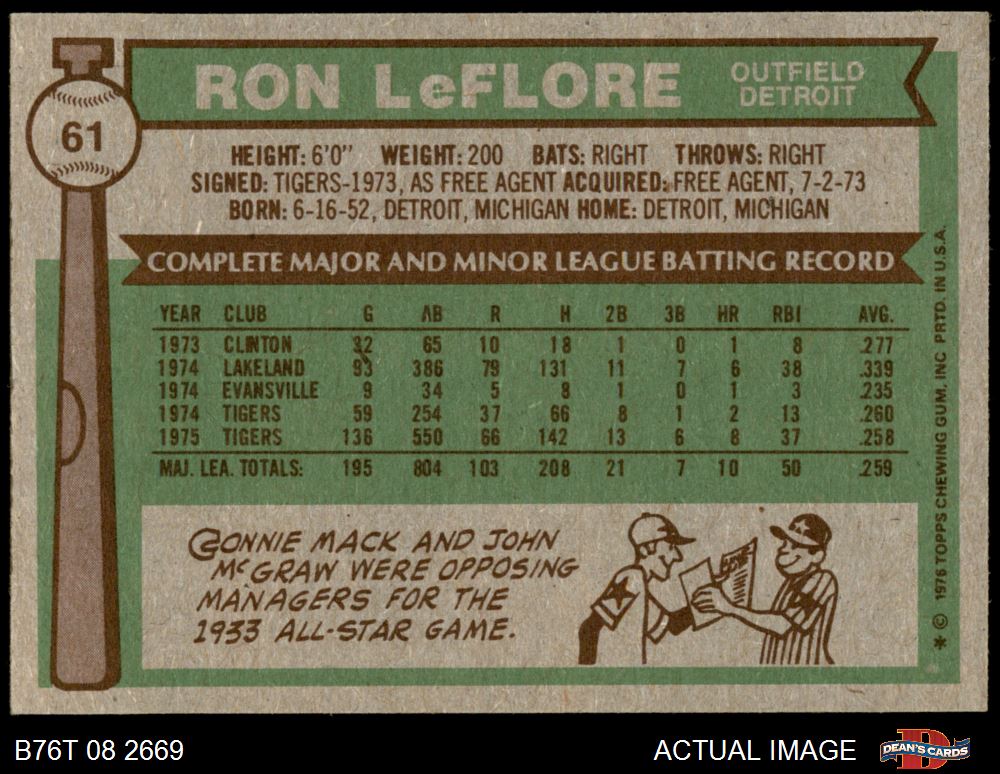 61
RON LeFLORE
OUTFIELD
DETROIT
HEIGHT: 6'0" WEIGHT: 200 BATS: RIGHT THROWS: RIGHT
SIGNED: TIGERS-1973, AS FREE AGENT ACQUIRED: FREE AGENT, 7-2-73
BORN: 6-16-52, DETROIT, MICHIGAN HOME: DETROIT, MICHIGAN
COMPLETE MAJOR AND MINOR LEAGUE BATTING RECORD
YEAR CLUB G AB R H 2B 3B HR RBI AVG.
1973 CLINTON 32 65 10 18 1 0 1 8 .277
1974 LAKELAND 93 386 79 131 11 7 6 38 .339
1974 EVANSVILLE 9 34 5 8 1 0 1 3 .235
1974 TIGERS 59 254 37 66 8 1 2 13 .260
1975 TIGERS 136 550 66 142 13 6 8 37 .258
MAJ. LEA. TOTALS: 195 804 103 208 21 7 10 50 .259
CONNIE MACK AND JOHN
McGRAW WERE OPPOSING
MANAGERS FOR THE
1933 ALL-STAR GAME.
* © 1976 TOPPS CHEWING GUM, INC PRTD. IN U.S.A.
B76T 08 2669
ACTUAL IMAGE
DEAN'S CARDS